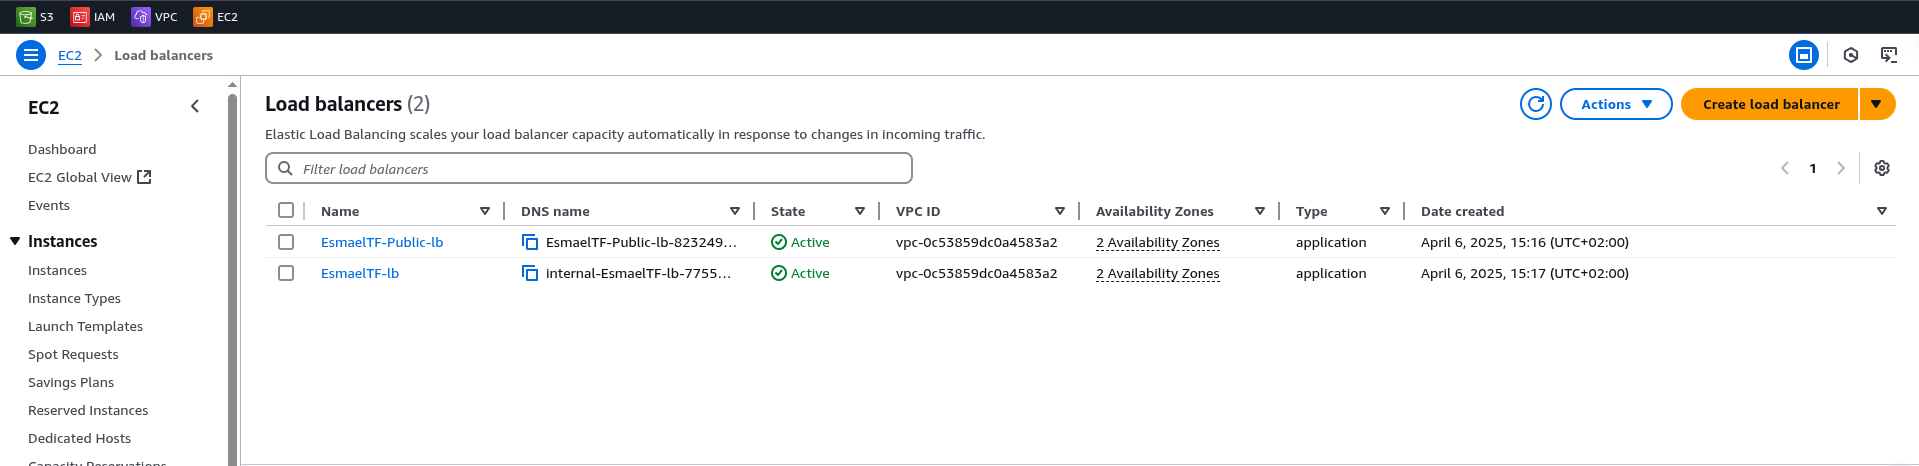 S3 IAM VPC EC2
EC2 Load balancers
EC2
Dashboard
EC2 Global View
Events
Instances
Instances
Instance Types
Launch Templates
Spot Requests
Savings Plans
Reserved Instances
Dedicated Hosts
Capacity Reservations
Load balancers (2)
Actions
Create load balancer
Elastic Load Balancing scales your load balancer capacity automatically in response to changes in incoming traffic.
Filter load balancers
1
Name DNS name State VPC ID Availability Zones Type Date created
EsmaelTF-Public-lb EsmaelTF-Public-lb-823249... Active vpc-0c53859dc0a4583a2 2 Availability Zones application April 6, 2025, 15:16 (UTC+02:00)
EsmaelTF-lb internal-EsmaelTF-lb-7755... Active vpc-0c53859dc0a4583a2 2 Availability Zones application April 6, 2025, 15:17 (UTC+02:00)